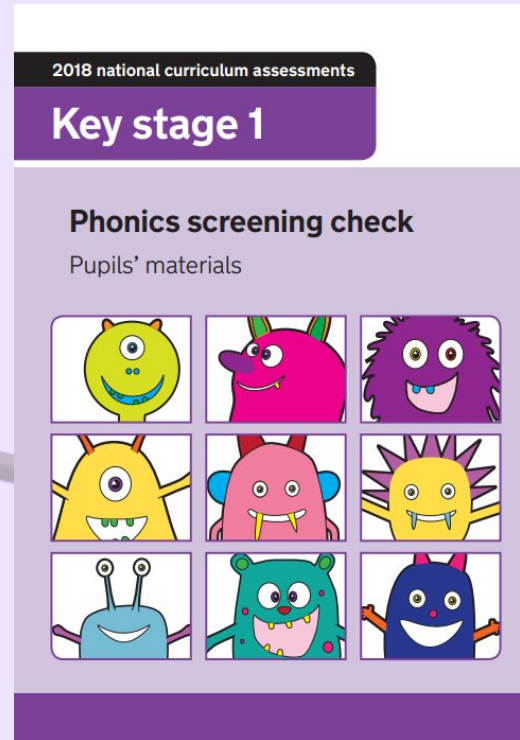 2018 national curriculum assessments
Key stage 1
Phonics screening check
Pupils’ materials